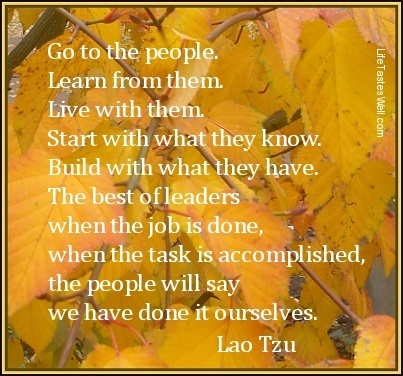 Go to the people.
Learn from them.
Live with them.
Start with what they know.
Build with what they have.
The best of leaders
when the job is done,
when the task is accomplished,
the people will say
we have done it ourselves.
Lao Tzu
LifeTastesWell.com